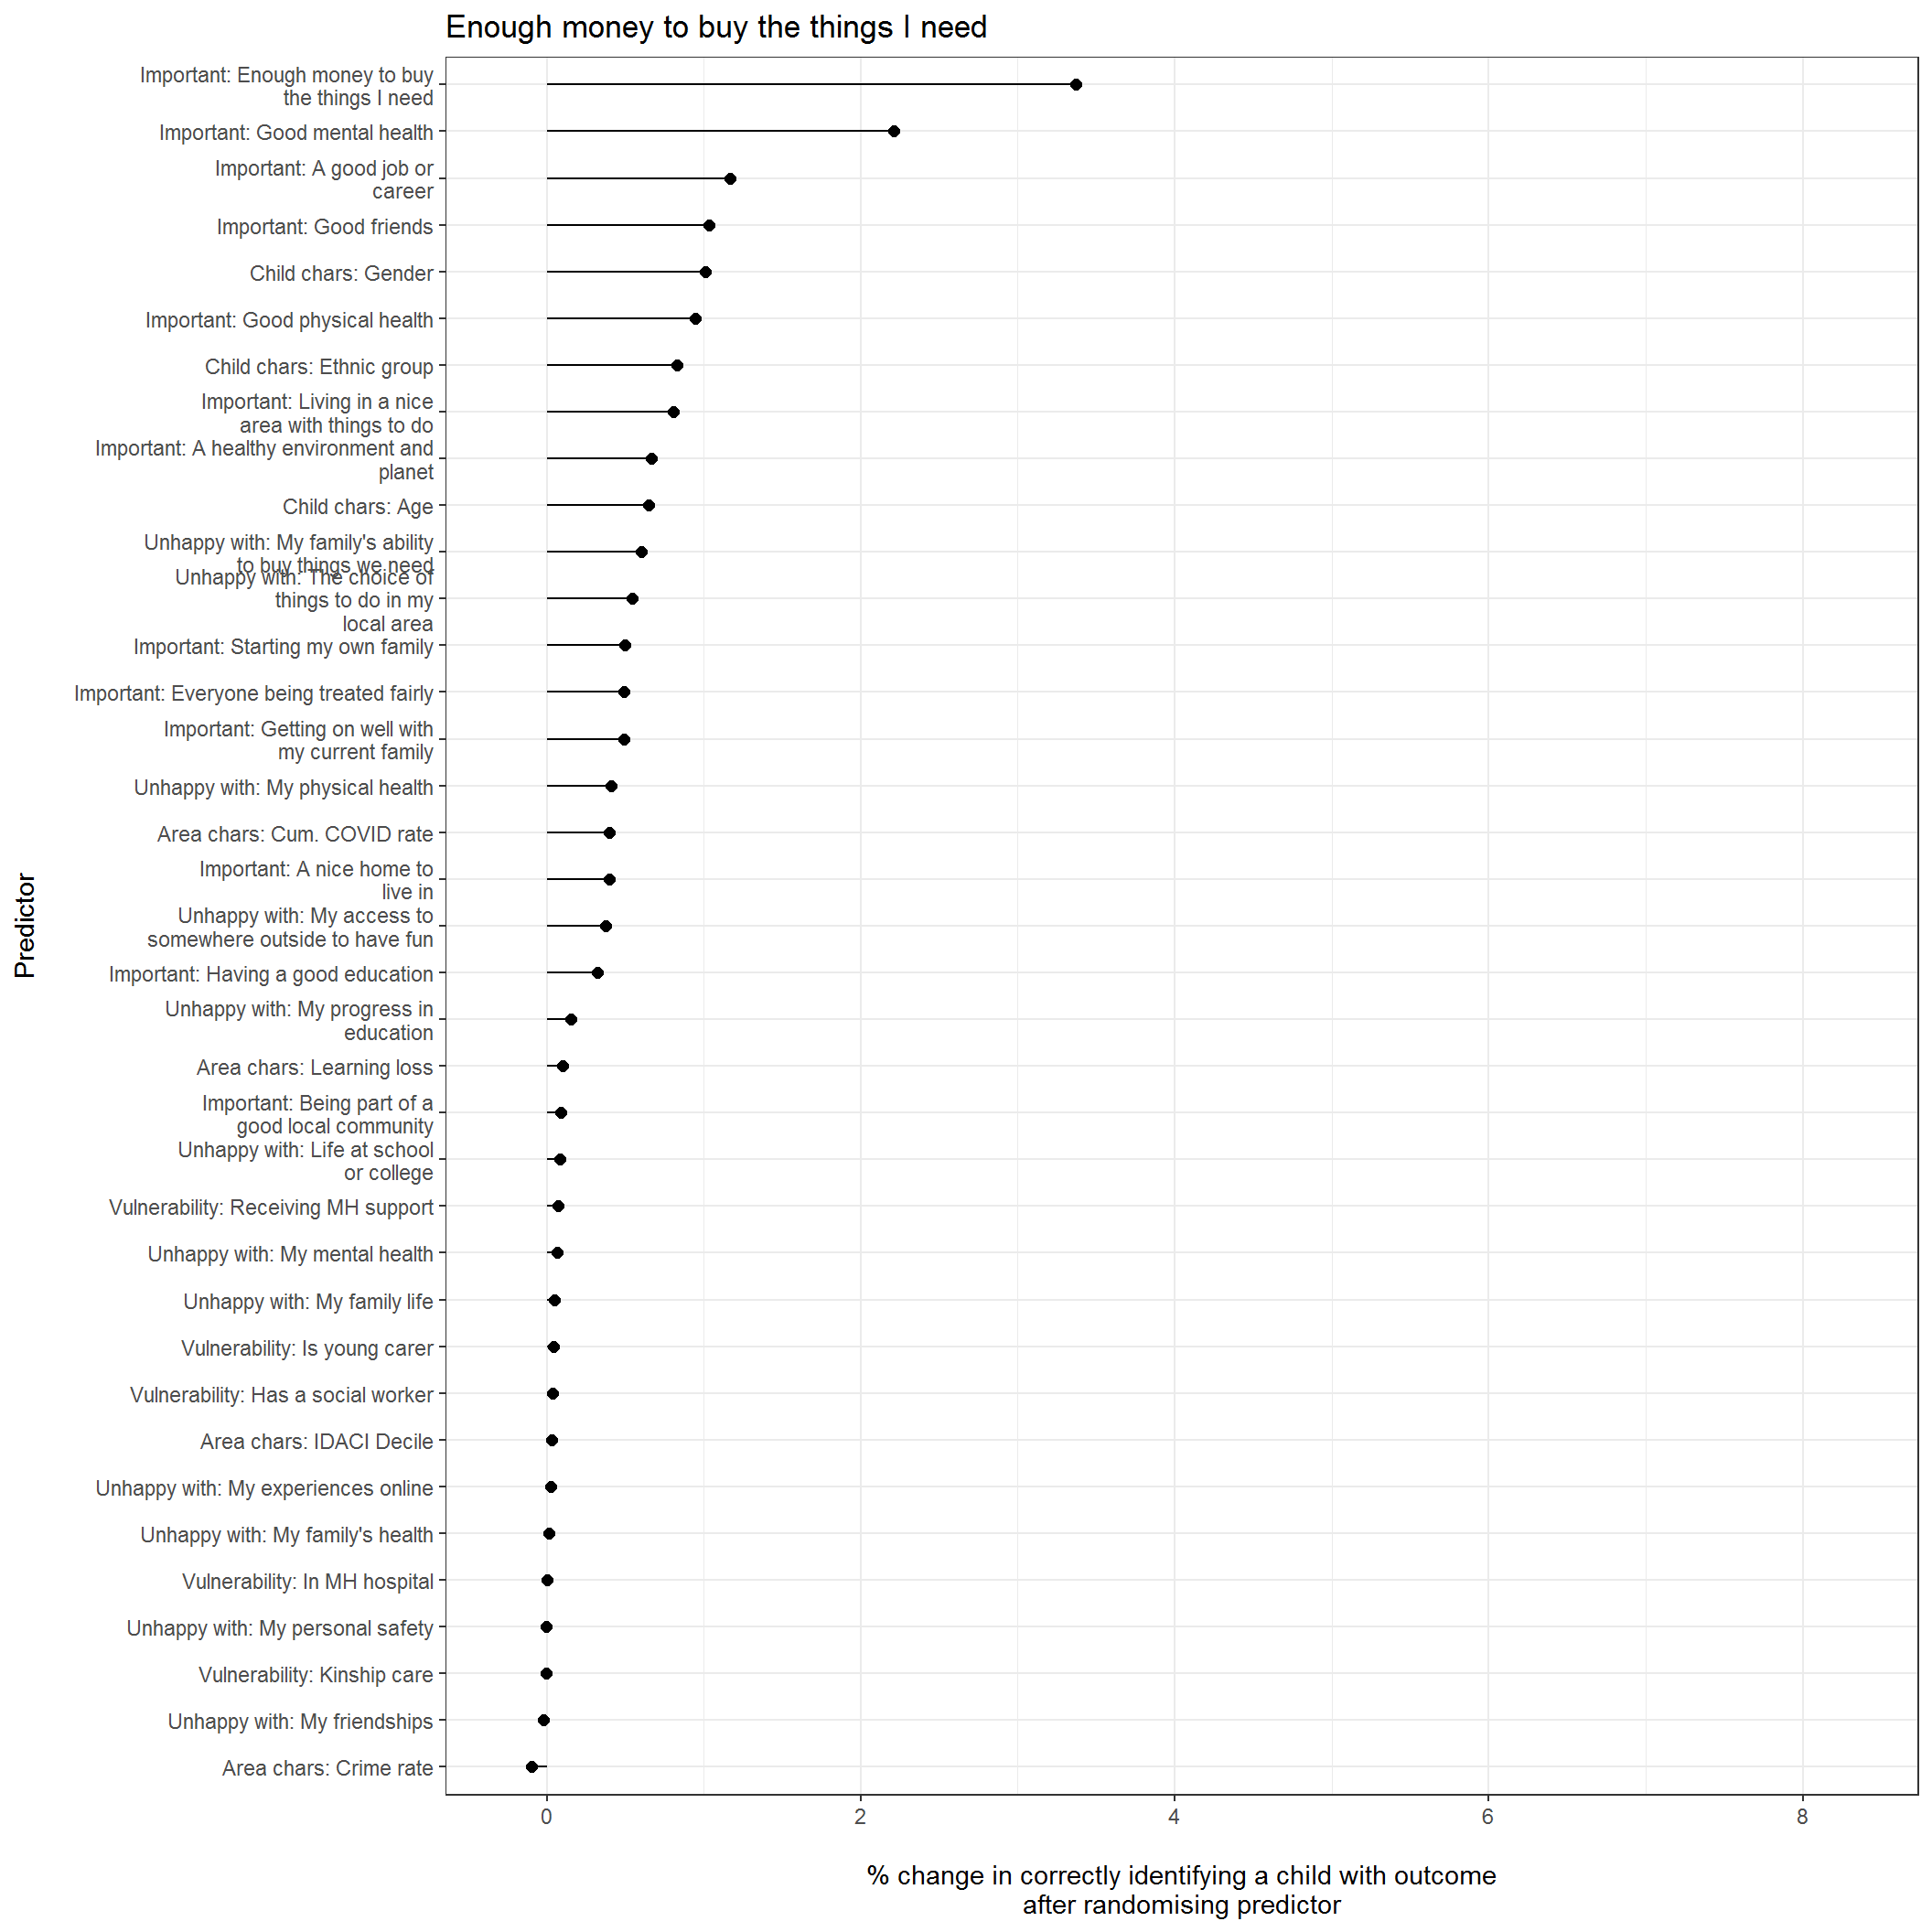 Enough money to buy the things I need
Important: Enough money to buy
the things I need
Important: Good mental health
Important: A good job or
career
Important: Good friends
Child chars: Gender
Important: Good physical health
Child chars: Ethnic group
Important: Living in a nice
area with things to do
Important: A healthy environment and
planet
Child chars: Age
Unhappy with: My family's ability
to buy things we need
Unhappy with: The choice of
things to do in my
local area
Important: Starting my own family
Important: Everyone being treated fairly
Important: Getting on well with
my current family
Unhappy with: My physical health
Area chars: Cum. COVID rate
Important: A nice home to
live in
Unhappy with: My access to
somewhere outside to have fun
Important: Having a good education
Unhappy with: My progress in
education
Area chars: Learning loss
Important: Being part of a
good local community
Unhappy with: Life at school
or college
Vulnerability: Receiving MH support
Unhappy with: My mental health
Unhappy with: My family life
Vulnerability: Is young carer
Vulnerability: Has a social worker
Area chars: IDACI Decile
Unhappy with: My experiences online
Unhappy with: My family's health
Vulnerability: In MH hospital
Unhappy with: My personal safety
Vulnerability: Kinship care
Unhappy with: My friendships
Area chars: Crime rate
Predictor
0 2 4 6 8
% change in correctly identifying a child with outcome
after randomising predictor